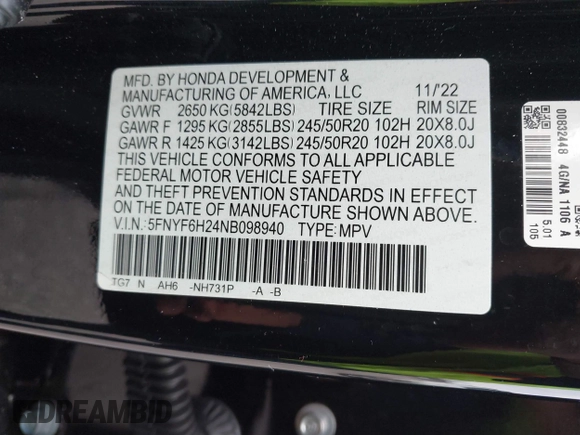 MFD. BY HONDA DEVELOPMENT &
MANUFACTURING OF AMERICA, LLC 11/'22
GVWR 2650 KG(5842LBS) TIRE SIZE RIM SIZE
GAWR F 1295 KG(2855LBS) 245/50R20 102H 20X8.0J
GAWR R 1425 KG(3142LBS) 245/50R20 102H 20X8.0J
THIS VEHICLE CONFORMS TO ALL APPLICABLE
FEDERAL MOTOR VEHICLE SAFETY
AND THEFT PREVENTION STANDARDS IN EFFECT
ON THE DATE OF MANUFACTURE SHOWN ABOVE.
V.I.N.: 5FNYF6H24NB098940 TYPE: MPV
TG7 N AH6 -NH731P -A -B
00832448
4G/NA 1106 A
5.01
105
DREAMBID